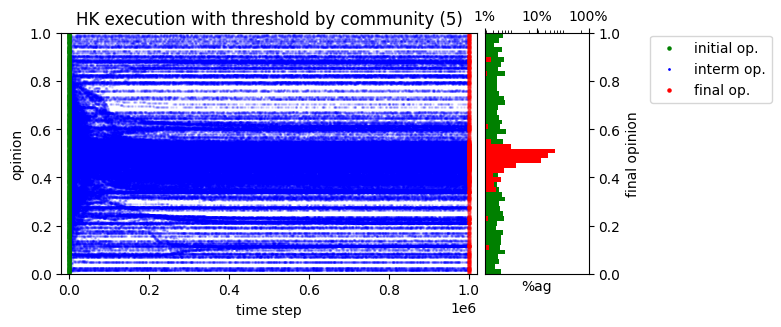 HK execution with threshold by community (5)
1% 10% 100%
initial op.
interm op.
final op.
opinion
1.0
0.8
0.6
0.4
0.2
0.0
0.0 0.2 0.4 0.6 0.8 1.0
1e6
time step
%ag
1.0
0.8
0.6
0.4
0.2
0.0
final opinion